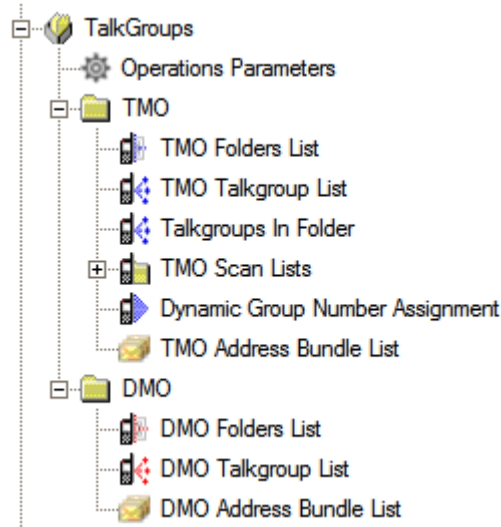 TalkGroups
Operations Parameters
TMO
TMO Folders List
TMO Talkgroup List
Talkgroups In Folder
TMO Scan Lists
Dynamic Group Number Assignment
TMO Address Bundle List
DMO
DMO Folders List
DMO Talkgroup List
DMO Address Bundle List